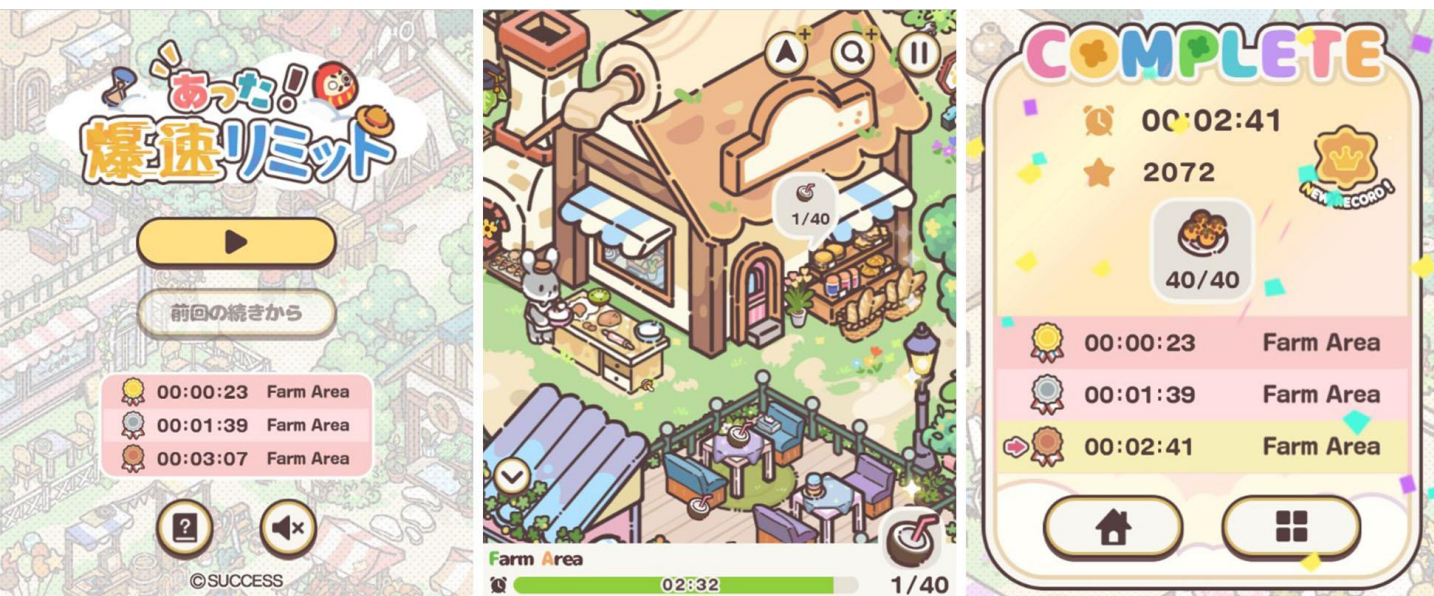 あった！
爆速リミット
前回の続きから
00:00:23 Farm Area
00:01:39 Farm Area
00:03:07 Farm Area
©SUCCESS
1/40
Farm Area
02:32
1/40
COMPLETE
00:02:41
2072
NEW RECORD!
40/40
00:00:23 Farm Area
00:01:39 Farm Area
00:02:41 Farm Area